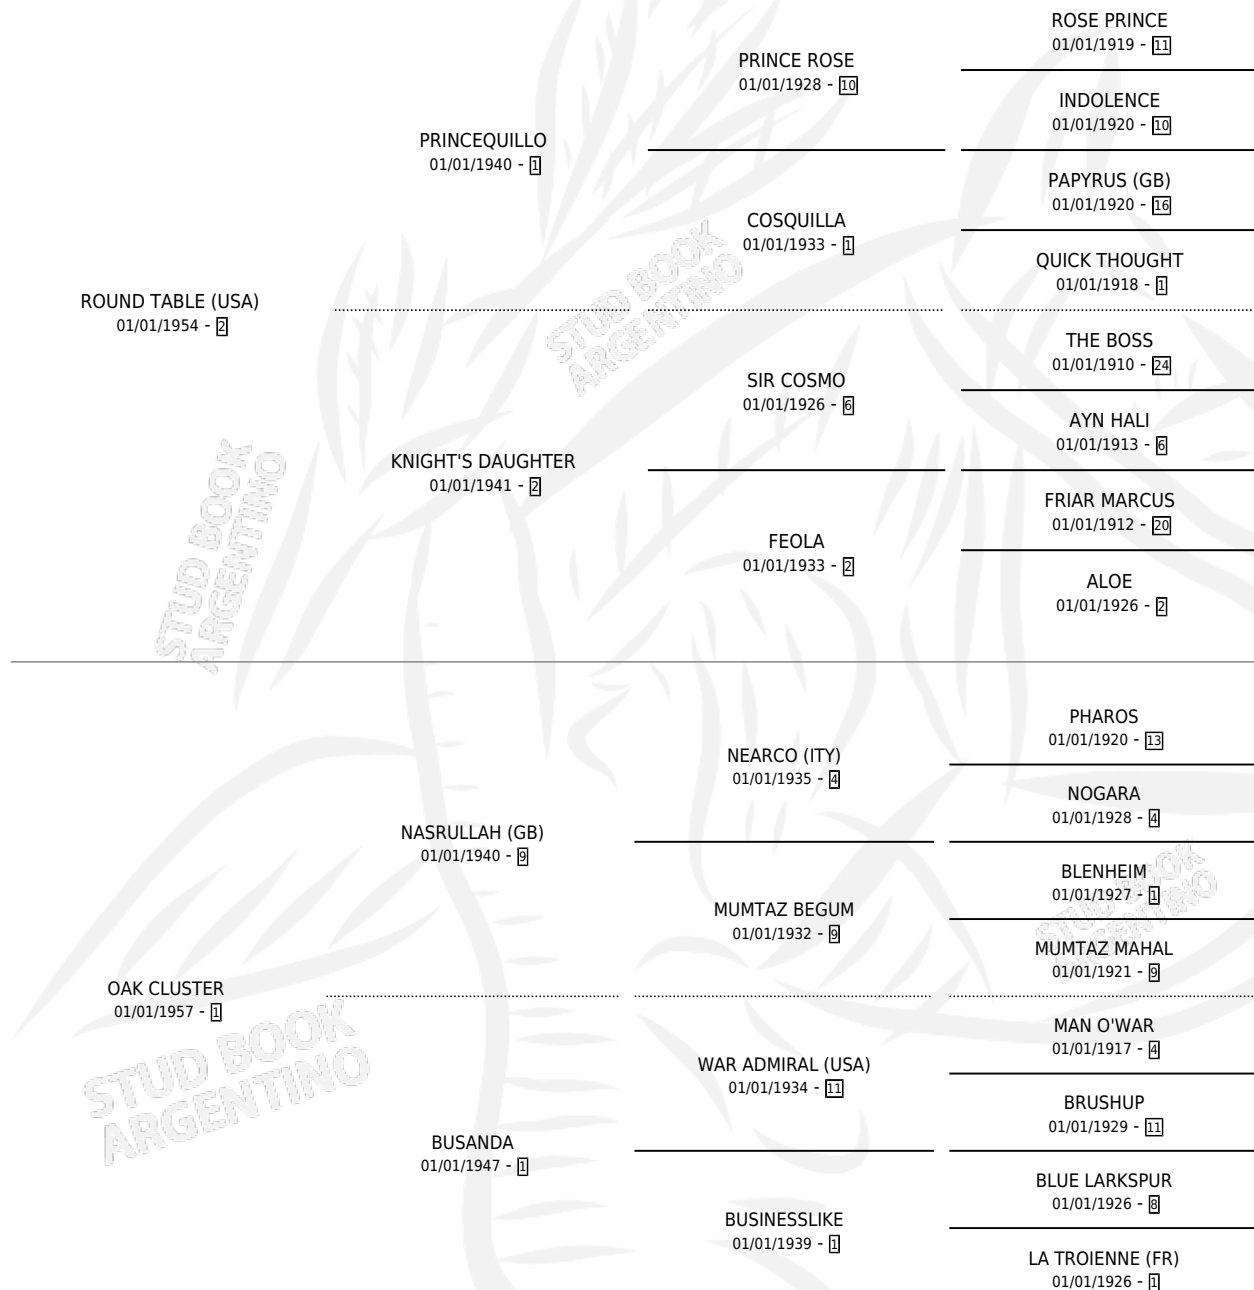 ROSE PRINCE
01/01/1919 - 11
PRINCE ROSE
01/01/1928 - 10
INDOLENCE
01/01/1920 - 10
PRINCEQUILLO
01/01/1940 - 1
PAPYRUS (GB)
01/01/1920 - 16
COSQUILLA
01/01/1933 - 1
QUICK THOUGHT
01/01/1918 - 1
ROUND TABLE (USA)
01/01/1954 - 2
STUD BOOK
ARGENTINO
THE BOSS
01/01/1910 - 24
SIR COSMO
01/01/1926 - 6
AYN HALI
01/01/1913 - 6
KNIGHT'S DAUGHTER
01/01/1941 - 2
FRIAR MARCUS
01/01/1912 - 20
FEOLA
01/01/1933 - 2
ALOE
01/01/1926 - 2
STUD BOOK
ARGENTINO
PHAROS
01/01/1920 - 13
NEARCO (ITY)
01/01/1935 - 4
NOGARA
01/01/1928 - 4
NASRULLAH (GB)
01/01/1940 - 9
BLENHEIM
01/01/1927 - 1
MUMTAZ BEGUM
01/01/1932 - 9
STUD BOOK
ARGENTINO
MUMTAZ MAHAL
01/01/1921 - 9
OAK CLUSTER
01/01/1957 - 1
STUD BOOK
ARGENTINO
MAN O'WAR
01/01/1917 - 4
WAR ADMIRAL (USA)
01/01/1934 - 11
BRUSHUP
01/01/1929 - 11
BUSANDA
01/01/1947 - 1
BLUE LARKSPUR
01/01/1926 - 8
BUSINESSLIKE
01/01/1939 - 1
LA TROIENNE (FR)
01/01/1926 - 1